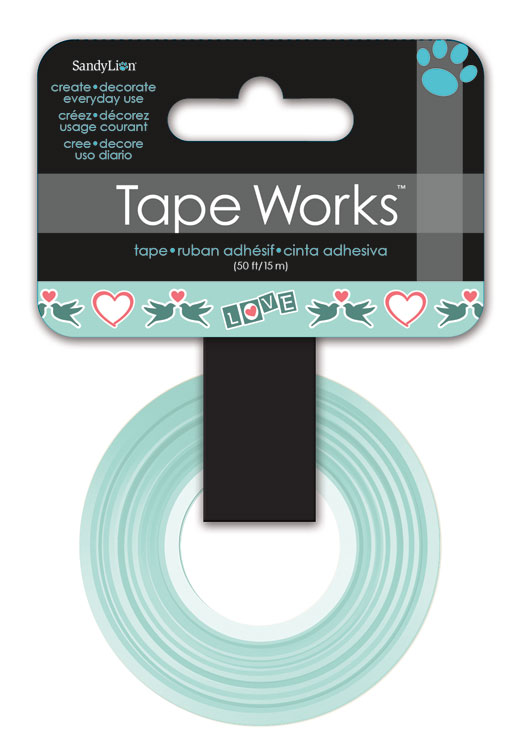 SandyLion
create•decorate
everyday use
créez•décorez
usage courant
cree•decore
uso diario
Tape Works™
tape•ruban adhésif•cinta adhesiva
(50 ft/15 m)
LOVE